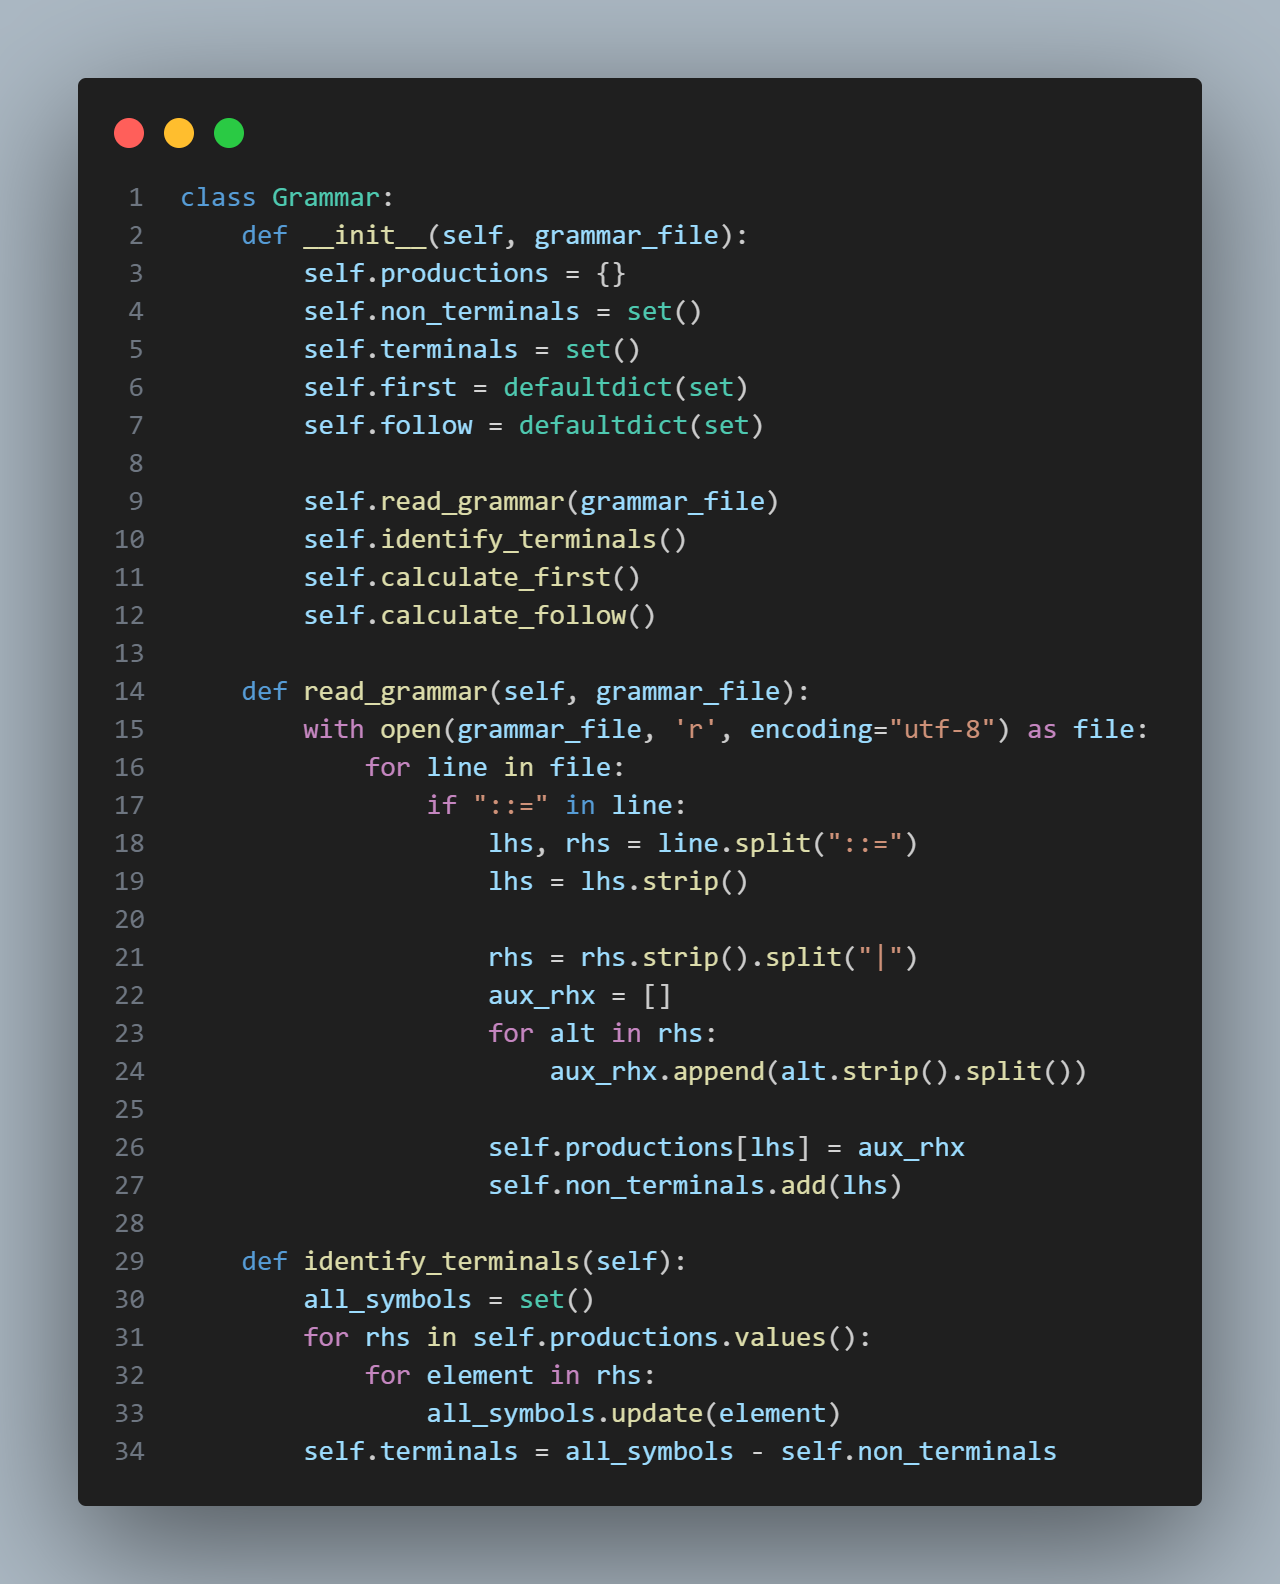 1 class Grammar:
2     def __init__(self, grammar_file):
3         self.productions = {}
4         self.non_terminals = set()
5         self.terminals = set()
6         self.first = defaultdict(set)
7         self.follow = defaultdict(set)
8
9         self.read_grammar(grammar_file)
10         self.identify_terminals()
11         self.calculate_first()
12         self.calculate_follow()
13
14     def read_grammar(self, grammar_file):
15         with open(grammar_file, 'r', encoding="utf-8") as file:
16             for line in file:
17                 if "::=" in line:
18                     lhs, rhs = line.split("::=")
19                     lhs = lhs.strip()
20
21                     rhs = rhs.strip().split("|")
22                     aux_rhx = []
23                     for alt in rhs:
24                         aux_rhx.append(alt.strip().split())
25
26                     self.productions[lhs] = aux_rhx
27                     self.non_terminals.add(lhs)
28
29     def identify_terminals(self):
30         all_symbols = set()
31         for rhs in self.productions.values():
32             for element in rhs:
33                 all_symbols.update(element)
34         self.terminals = all_symbols - self.non_terminals